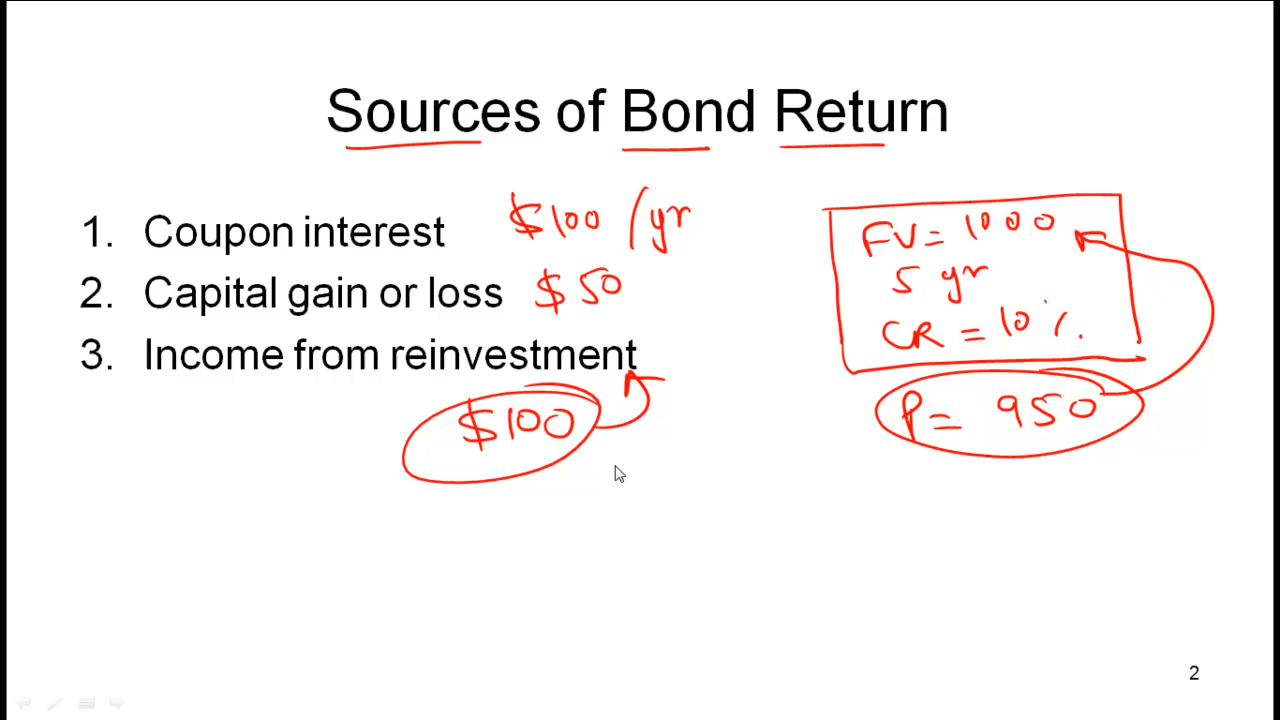 Sources of Bond Return
1. Coupon interest $100 /yr
2. Capital gain or loss $50
3. Income from reinvestment
$100
FV = 1000
5 yr
CR = 10%.
P = 950
2